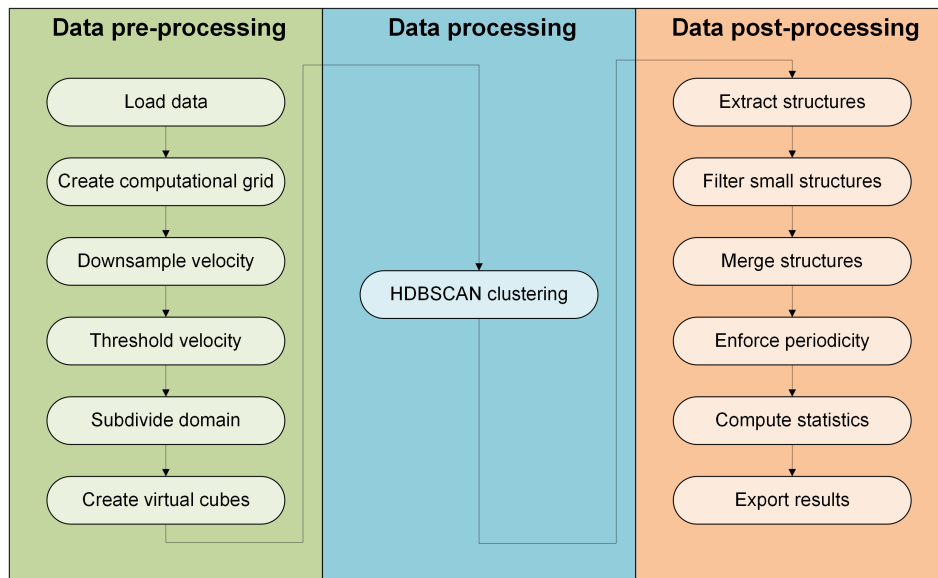 Data pre-processing
Load data
Create computational grid
Downsample velocity
Threshold velocity
Subdivide domain
Create virtual cubes
Data processing
HDBSCAN clustering
Data post-processing
Extract structures
Filter small structures
Merge structures
Enforce periodicity
Compute statistics
Export results